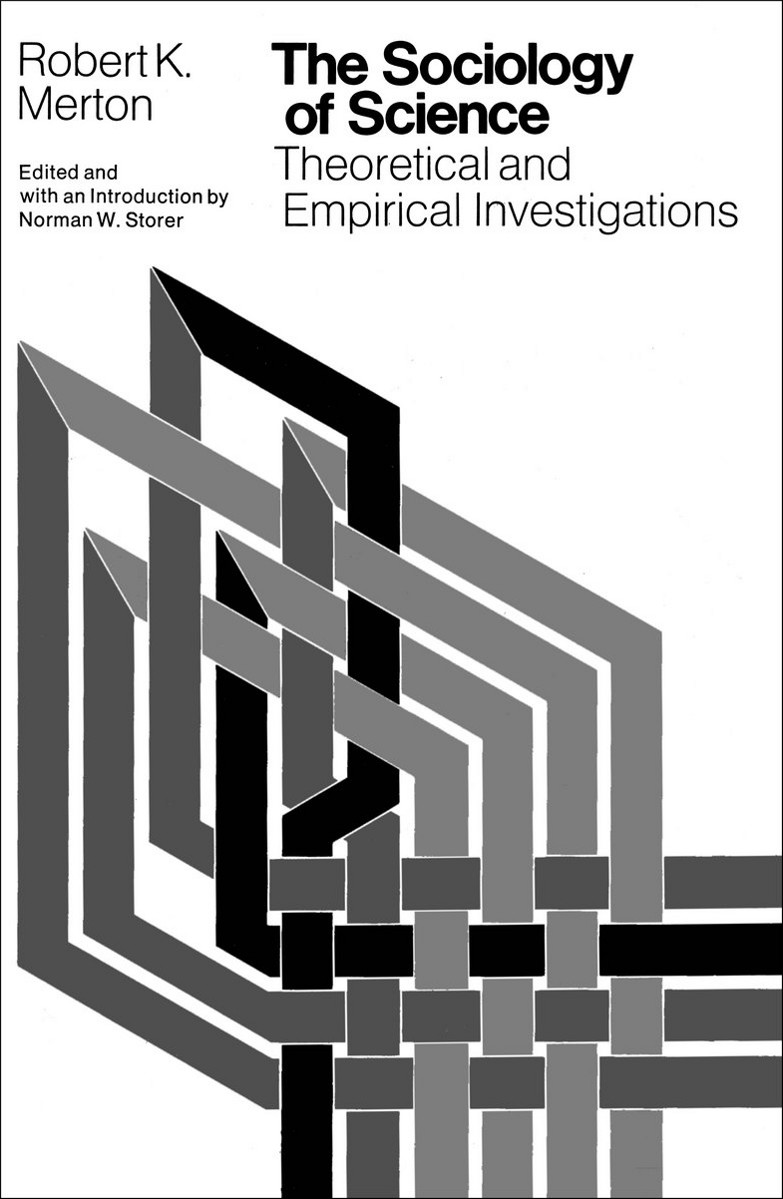 Robert K.
Merton
Edited and
with an Introduction by
Norman W. Storer
The Sociology
of Science
Theoretical and
Empirical Investigations